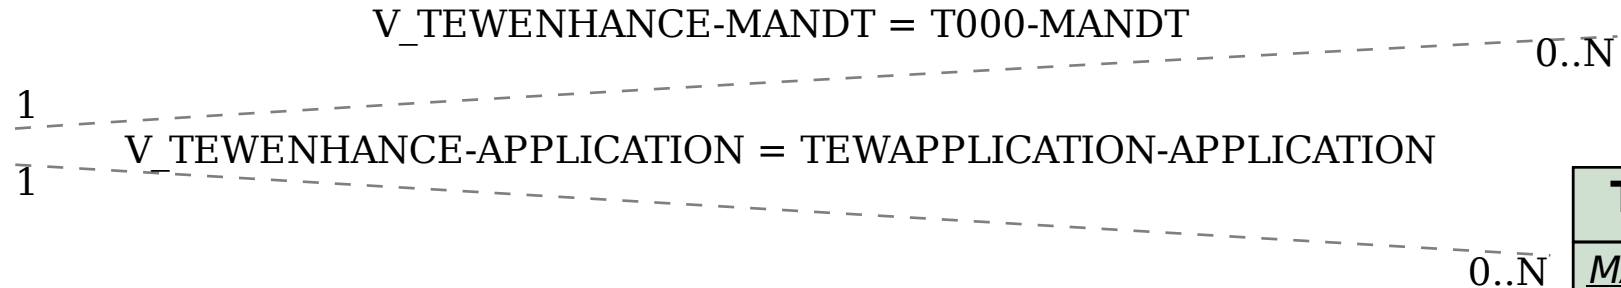 V_TEWENHANCE-MANDT = T000-MANDT
0..N
1
V_TEWENHANCE-APPLICATION = TEWAPPLICATION-APPLICATION
1
0..N